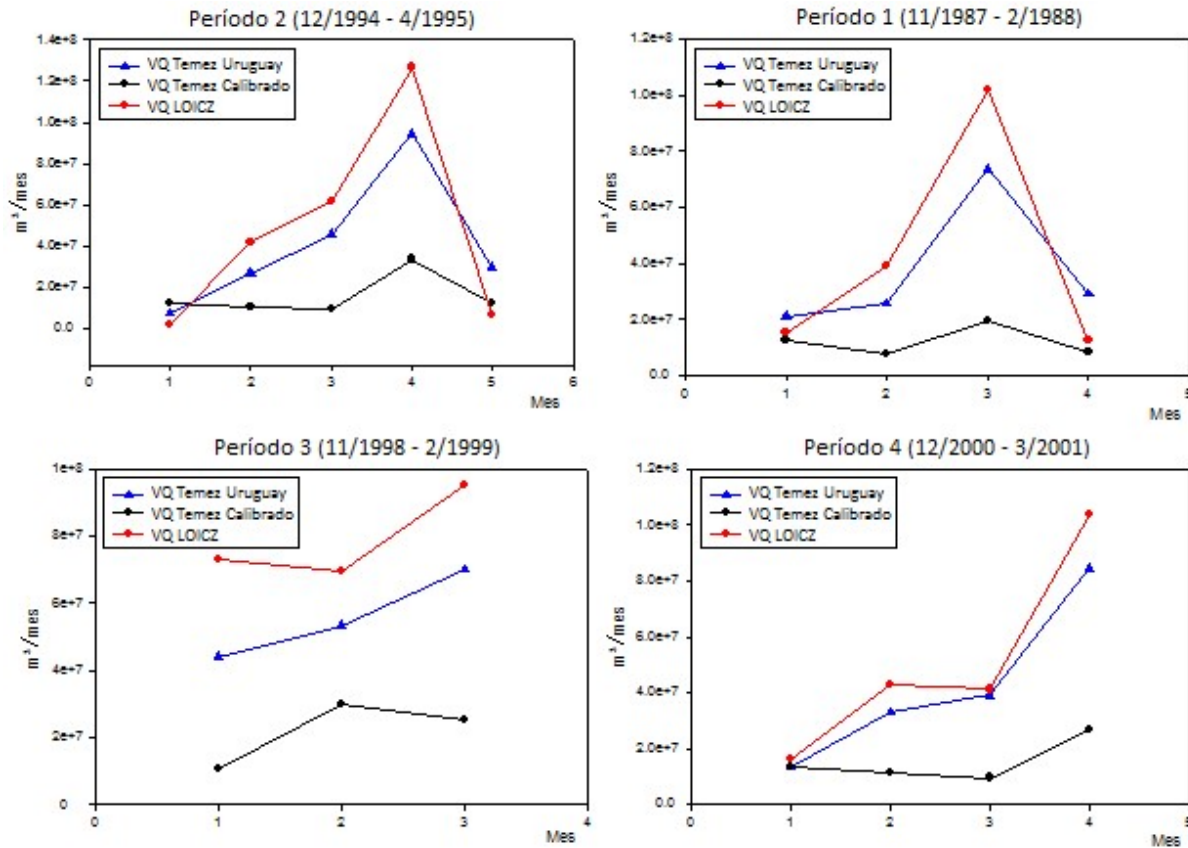 Período 2 (12/1994 - 4/1995)
1.4e+8
1.2e+8
1.0e+8
8.0e+7
6.0e+7
4.0e+7
2.0e+7
0.0
m³/mes
VQ Temez Uruguay
VQ Temez Calibrado
VQ LOICZ
0 1 2 3 4 5 6
Mes
Período 1 (11/1987 - 2/1988)
1.2e+8
1.0e+8
8.0e+7
6.0e+7
4.0e+7
2.0e+7
0.0
m³/mes
VQ Temez Uruguay
VQ Temez Calibrado
VQ LOICZ
0 1 2 3 4 5
Mes
Período 3 (11/1998 - 2/1999)
1e+8
8e+7
6e+7
4e+7
2e+7
0
m³/mes
VQ Temez Uruguay
VQ Temez Calibrado
VQ LOICZ
0 1 2 3 4
Mes
Período 4 (12/2000 - 3/2001)
1.2e+8
1.0e+8
8.0e+7
6.0e+7
4.0e+7
2.0e+7
0.0
m³/mes
VQ Temez Uruguay
VQ Temez Calibrado
VQ LOICZ
0 1 2 3 4 5
Mes